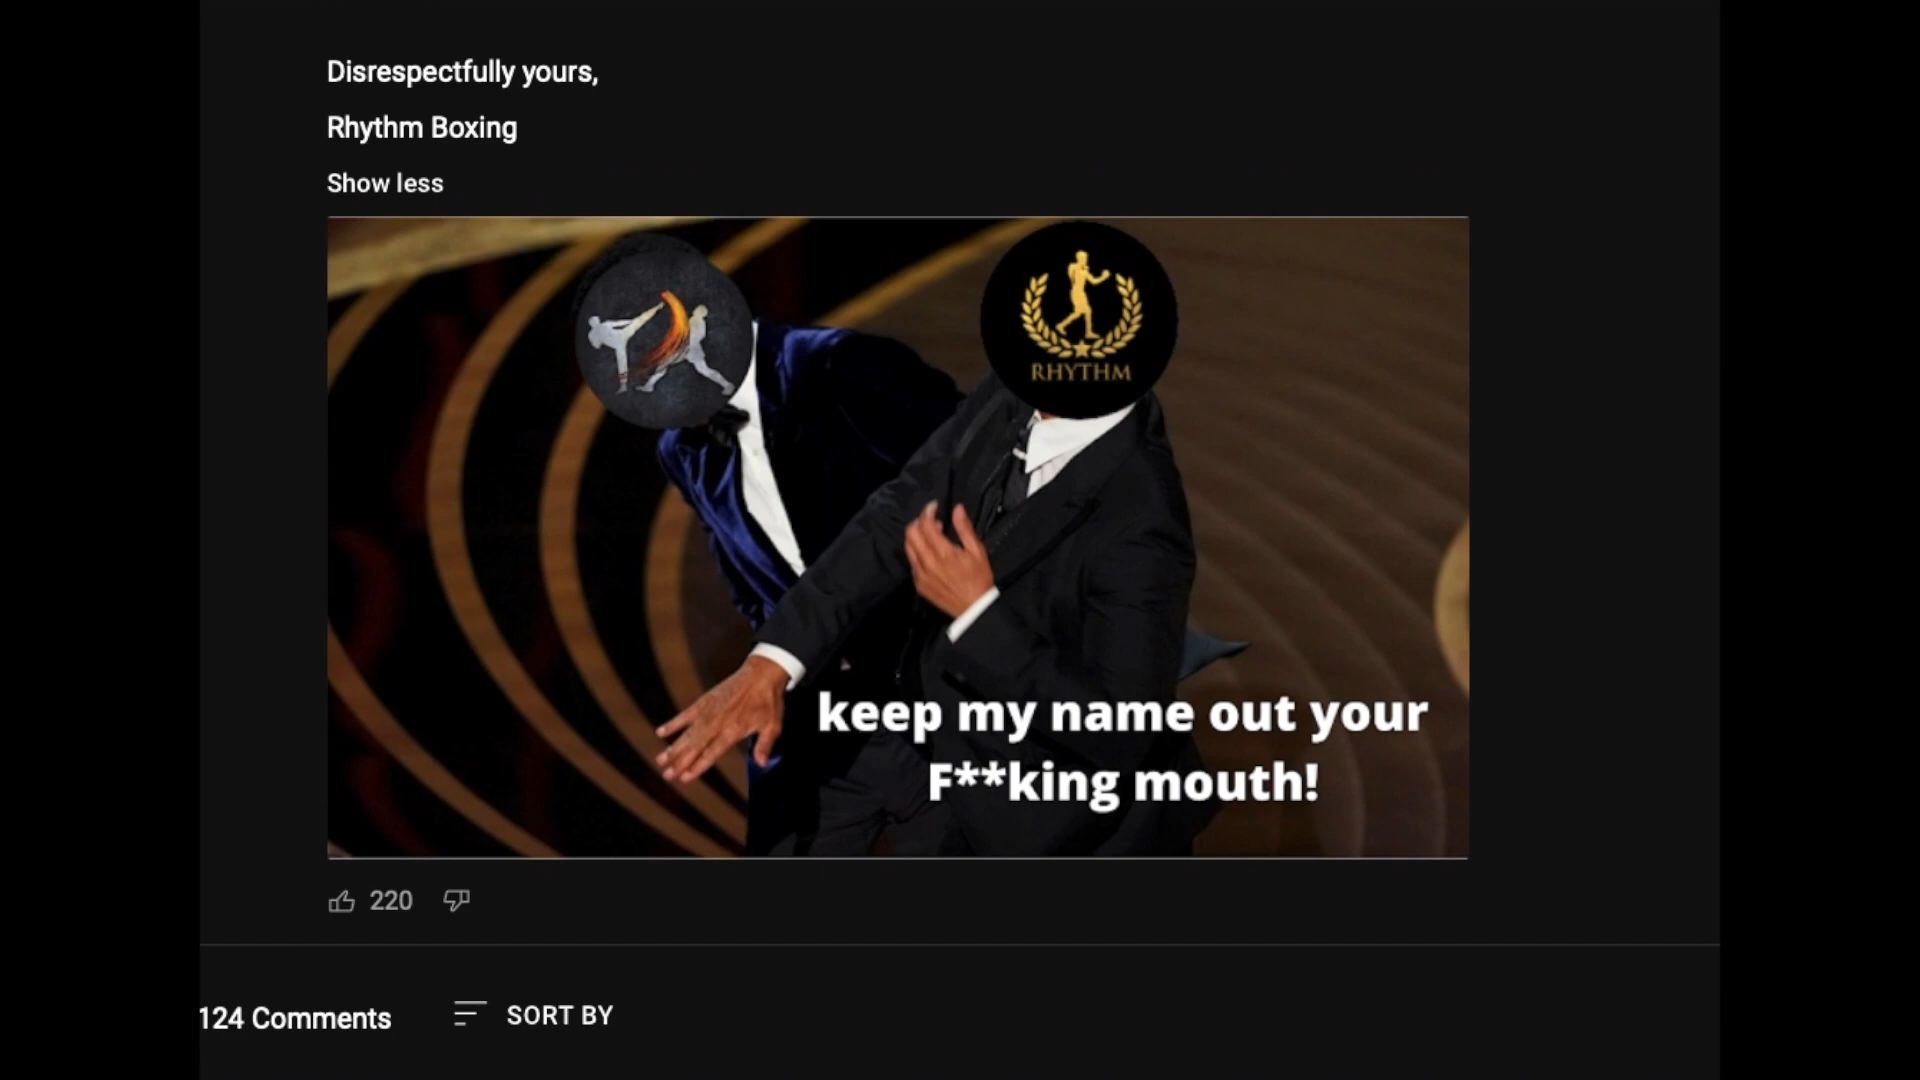 Disrespectfully yours,
Rhythm Boxing
Show less
RHYTHM
keep my name out your
F**king mouth!
220
124 Comments
SORT BY